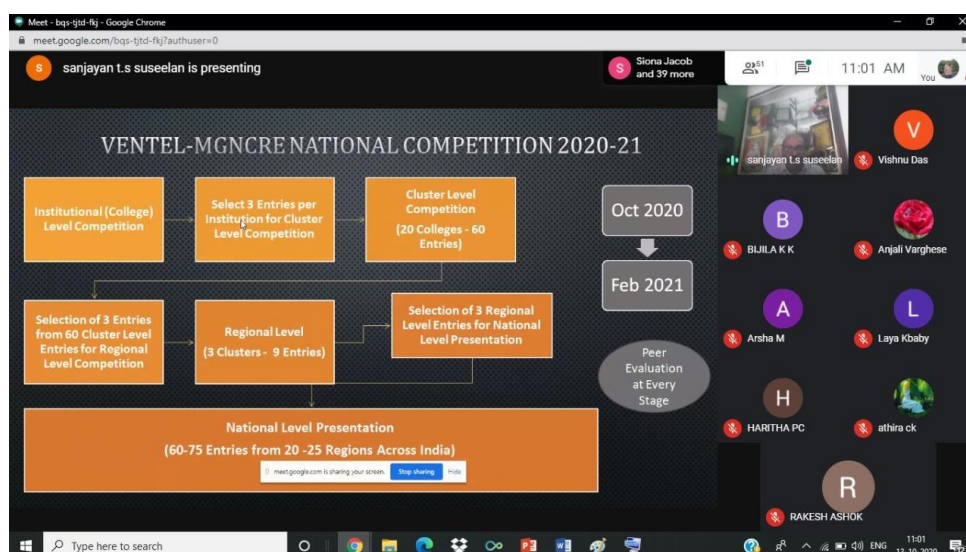 Meet - bqs-tjtd-fkj - Google Chrome
meet.google.com/bqs-tjtd-fkj?authuser=0
S sanjayan t.s suseelan is presenting
S Siona Jacob
and 39 more
51
11:01 AM
You
VENTEL-MGNCRE NATIONAL COMPETITION 2020-21
Institutional (College)
Level Competition
Select 3 Entries per
Institution for Cluster
Level Competition
Cluster Level
Competition
(20 Colleges - 60
Entries)
Oct 2020
Feb 2021
Selection of 3 Entries
from 60 Cluster Level
Entries for Regional
Level Competition
Regional Level
(3 Clusters - 9 Entries)
Selection of 3 Regional
Level Entries for National
Level Presentation
Peer
Evaluation
at Every
Stage
National Level Presentation
(60-75 Entries from 20 -25 Regions Across India)
meet.google.com is sharing your screen. Stop sharing Hide
sanjayan t.s suseelan
V
Vishnu Das
B
BIJILA K K
Anjali Varghese
A
Arsha M
L
Laya Kbaby
H
HARITHA PC
athira ck
R
RAKESH ASHOK
Type here to search
ENG
11:01
13-10-2020